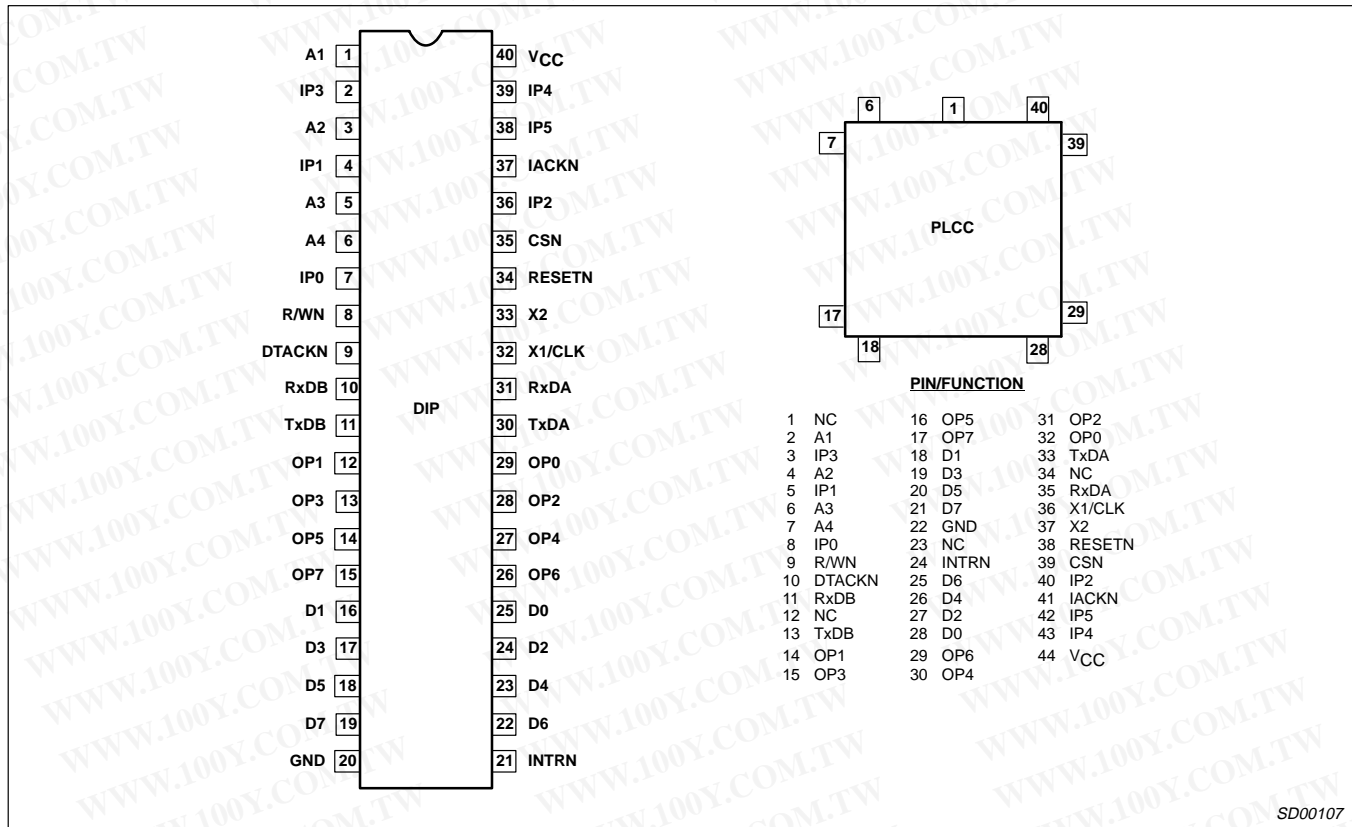 A1 1 40 VCC
IP3 2 39 IP4
A2 3 38 IP5
IP1 4 37 IACKN
A3 5 36 IP2
A4 6 35 CSN
IP0 7 34 RESETN
R/WN 8 33 X2
DTACKN 9 32 X1/CLK
RxDB 10 31 RxDA
DIP
TxDB 11 30 TxDA
OP1 12 29 OP0
OP3 13 28 OP2
OP5 14 27 OP4
OP7 15 26 OP6
D1 16 25 D0
D3 17 24 D2
D5 18 23 D4
D7 19 22 D6
GND 20 21 INTRN
6 1 40
7 39
PLCC
17 29
18 28
PIN/FUNCTION
1 NC 16 OP5 31 OP2
2 A1 17 OP7 32 OP0
3 IP3 18 D1 33 TxDA
4 A2 19 D3 34 NC
5 IP1 20 D5 35 RxDA
6 A3 21 D7 36 X1/CLK
7 A4 22 GND 37 X2
8 IP0 23 NC 38 RESETN
9 R/WN 24 INTRN 39 CSN
10 DTACKN 25 D6 40 IP2
11 RxDB 26 D4 41 IACKN
12 NC 27 D2 42 IP5
13 TxDB 28 D0 43 IP4
14 OP1 29 OP6 44 VCC
15 OP3 30 OP4
SD00107
WWW.100Y.COM.TW